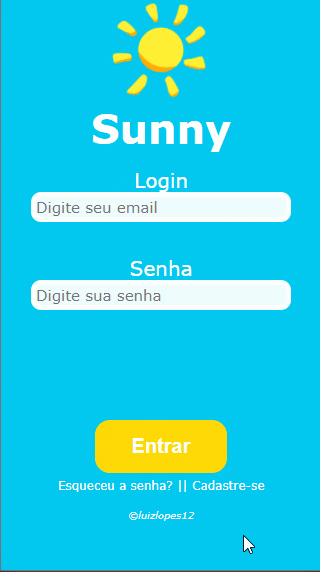 Sunny
Login
Digite seu email
Senha
Digite sua senha
Entrar
Esqueceu a senha? || Cadastre-se
©luizlopes12